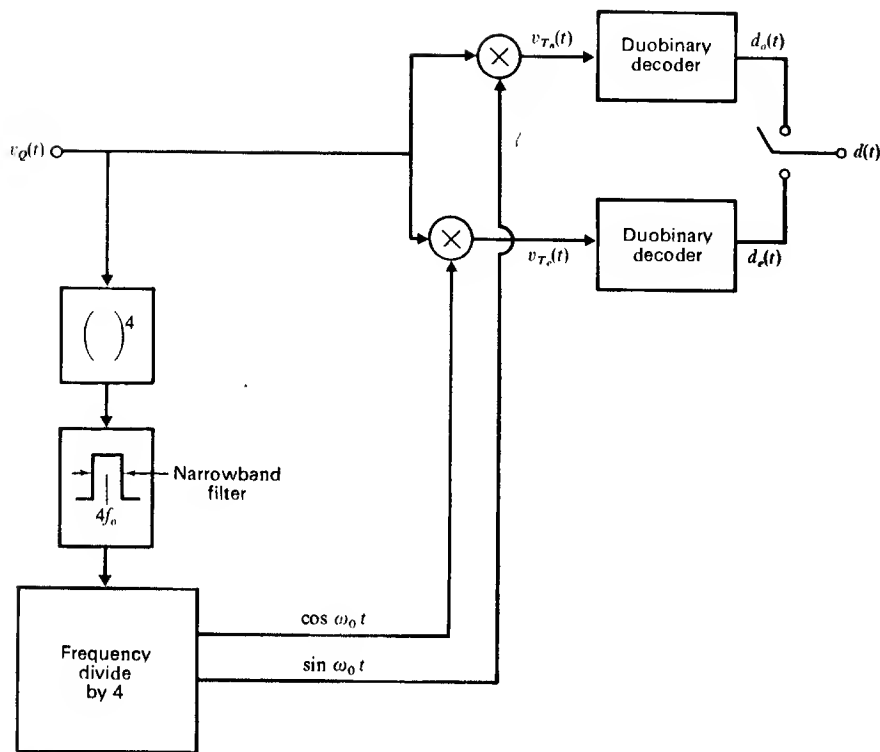 v_{T_o}(t)
Duobinary
decoder
d_o(t)
v_Q(t)
d(t)
v_{T_e}(t)
Duobinary
decoder
d_e(t)
( )^4
Narrowband
filter
4f_0
cos ω_0 t
sin ω_0 t
Frequency
divide
by 4